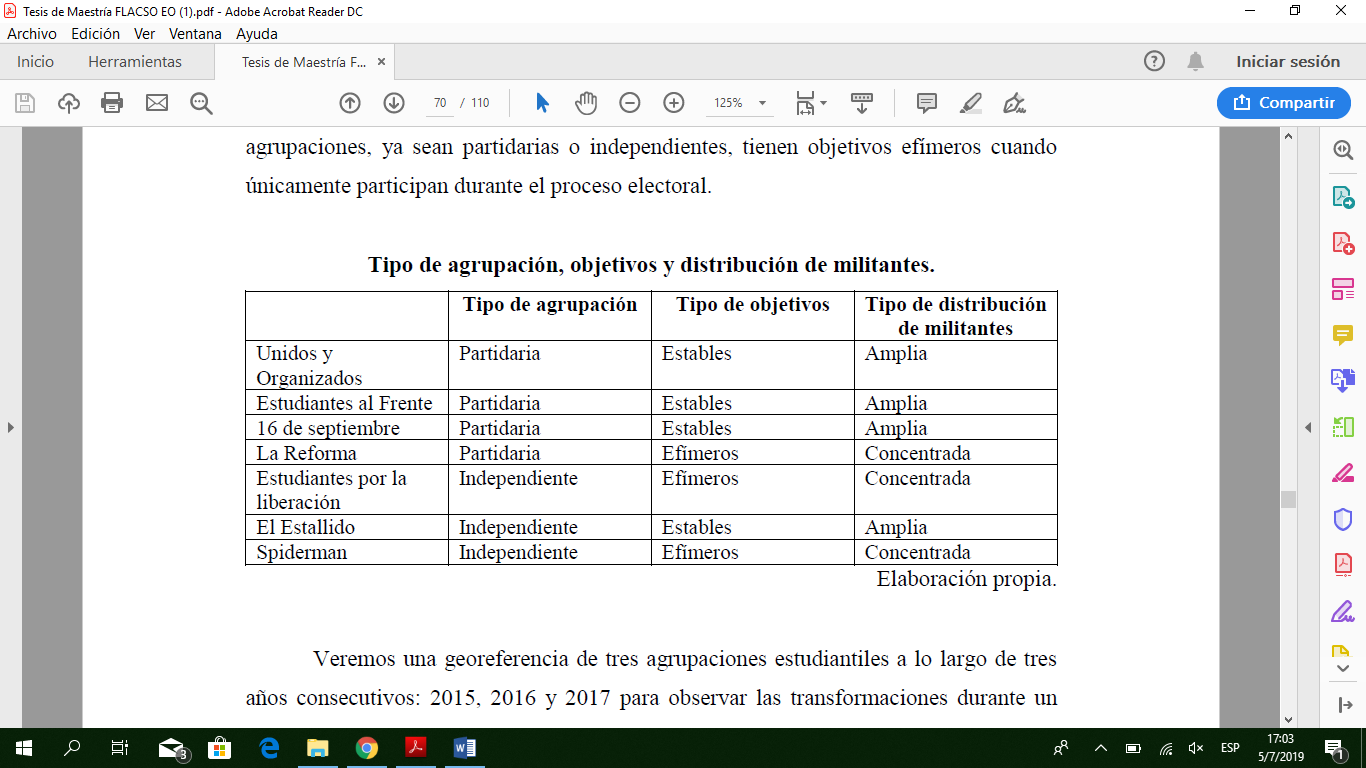 Tesis de Maestría FLACSO EO (1).pdf - Adobe Acrobat Reader DC
Archivo Edición Ver Ventana Ayuda
Inicio Herramientas Tesis de Maestría F... × Iniciar sesión
70 / 110 125% Compartir
agrupaciones, ya sean partidarias o independientes, tienen objetivos efímeros cuando
únicamente participan durante el proceso electoral.
Tipo de agrupación, objetivos y distribución de militantes.
Tipo de agrupación Tipo de objetivos Tipo de distribución
de militantes
Unidos y Partidaria Estables Amplia
Organizados
Estudiantes al Frente Partidaria Estables Amplia
16 de septiembre Partidaria Estables Amplia
La Reforma Partidaria Efímeros Concentrada
Estudiantes por la Independiente Efímeros Concentrada
liberación
El Estallido Independiente Estables Amplia
Spiderman Independiente Efímeros Concentrada
Elaboración propia.
Veremos una georeferencia de tres agrupaciones estudiantiles a lo largo de tres
años consecutivos: 2015, 2016 y 2017 para observar las transformaciones durante un
3 ESP 17:03
5/7/2019 1